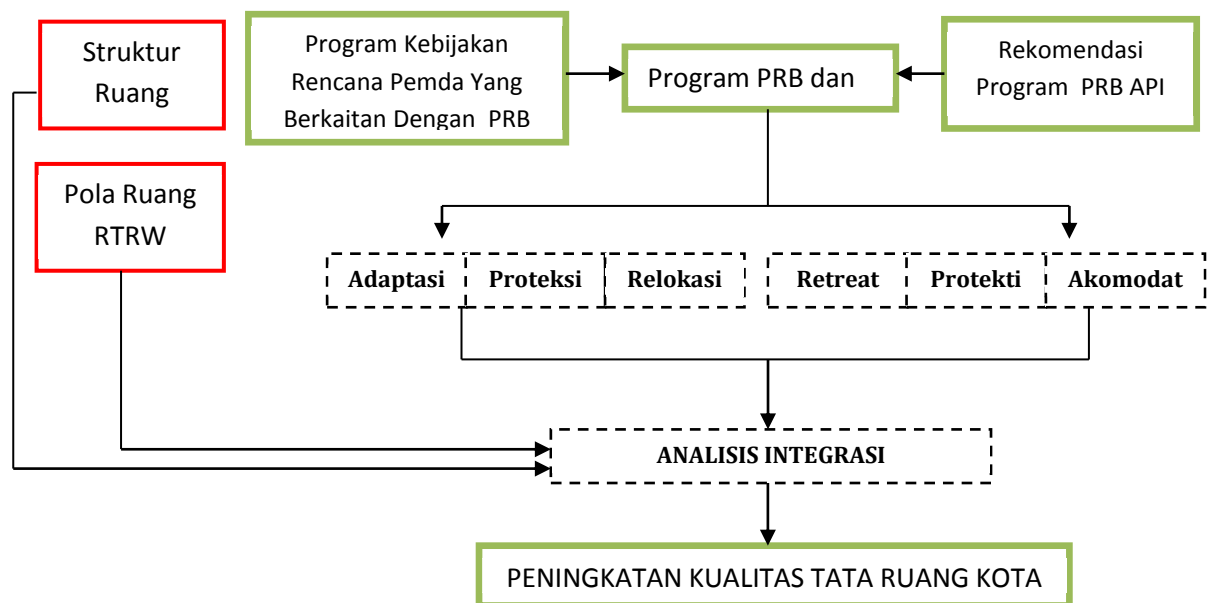 Struktur
Ruang
Program Kebijakan
Rencana Pemda Yang
Berkaitan Dengan PRB
Program PRB dan
Rekomendasi
Program PRB API
Pola Ruang
RTRW
Adaptasi
Proteksi
Relokasi
Retreat
Protekti
Akomodat
ANALISIS INTEGRASI
PENINGKATAN KUALITAS TATA RUANG KOTA